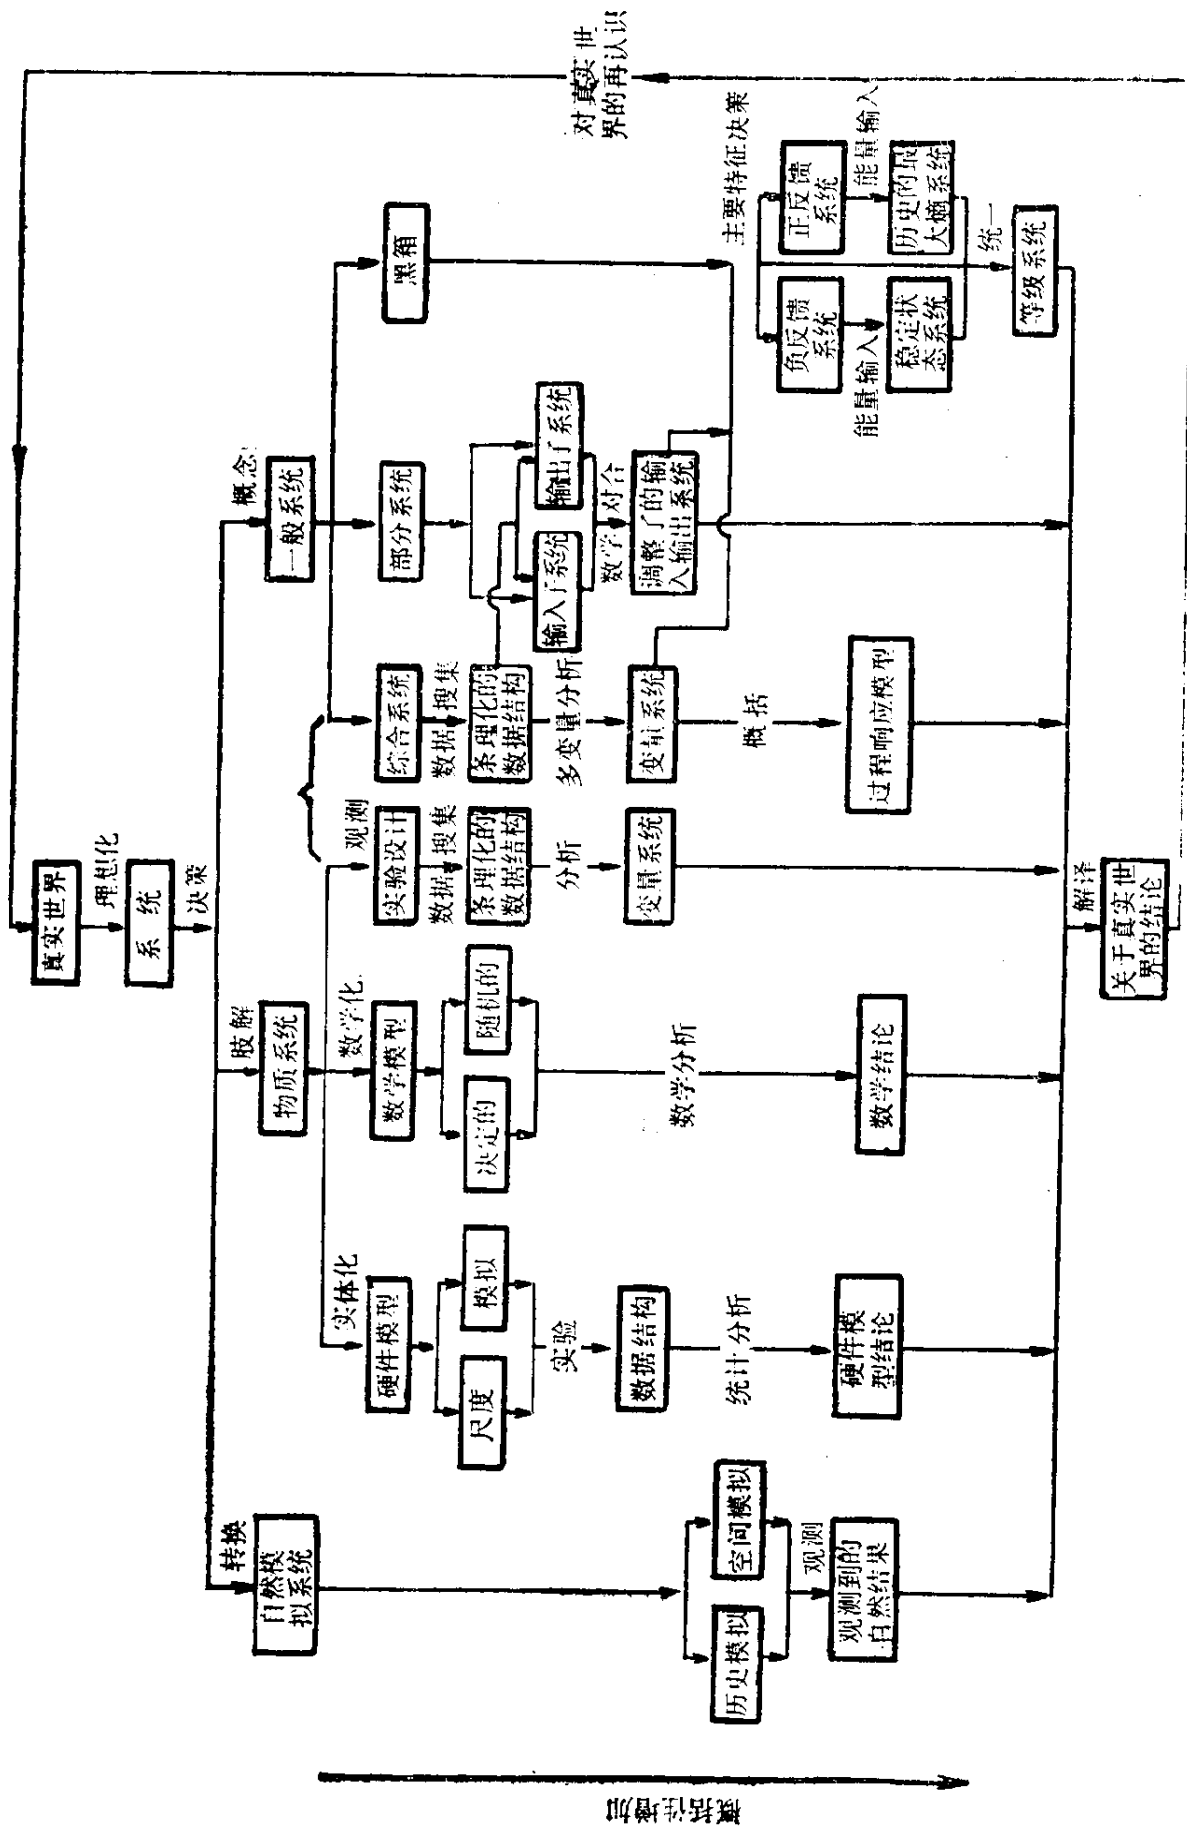 对真实世
界的再认识
真实世界
理想化
系统
决策
转换
肢解
概念
自然模
拟系统
物质系统
一般系统
实体化
数学化
观测
硬件模型
数学模型
实验设计
综合系统
部分系统
黑箱
数据搜集
数据搜集
尺度
模拟
决定的
随机的
条理化的
数据结构
条理化的
数据结构
输入子系统
输出子系统
实验
分析
多变量分析
数学对合
数据结构
变量系统
变量系统
调整了的输
入输出系统
历史模拟
空间模拟
统计分析
数学分析
概括
主要特征决策
负反馈
系统
正反馈
系统
观测
能量输入
能量输入
观测到的
自然结果
硬件模
型结论
数学结论
过程响应模型
稳定状
态系统
历史的最
大熵系统
统一
等级系统
解译
关于真实世
界的结论
概括性增加